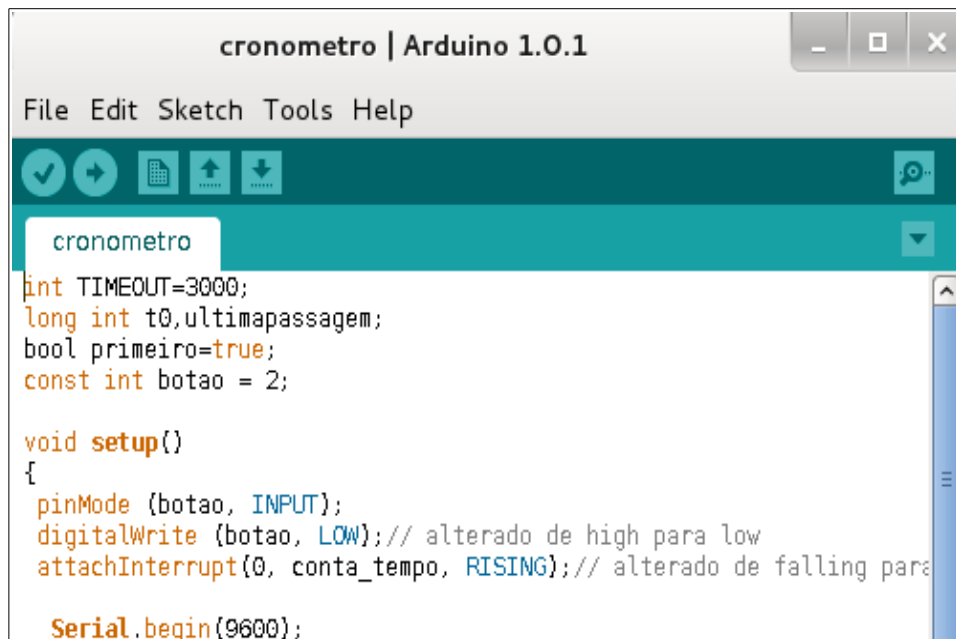 cronometro | Arduino 1.0.1
File Edit Sketch Tools Help
cronometro
int TIMEOUT=3000;
long int t0,ultimapassagem;
bool primeiro=true;
const int botao = 2;
void setup()
{
pinMode (botao, INPUT);
digitalWrite (botao, LOW);// alterado de high para low
attachInterrupt(0, conta_tempo, RISING);// alterado de falling para
Serial.begin(9600);